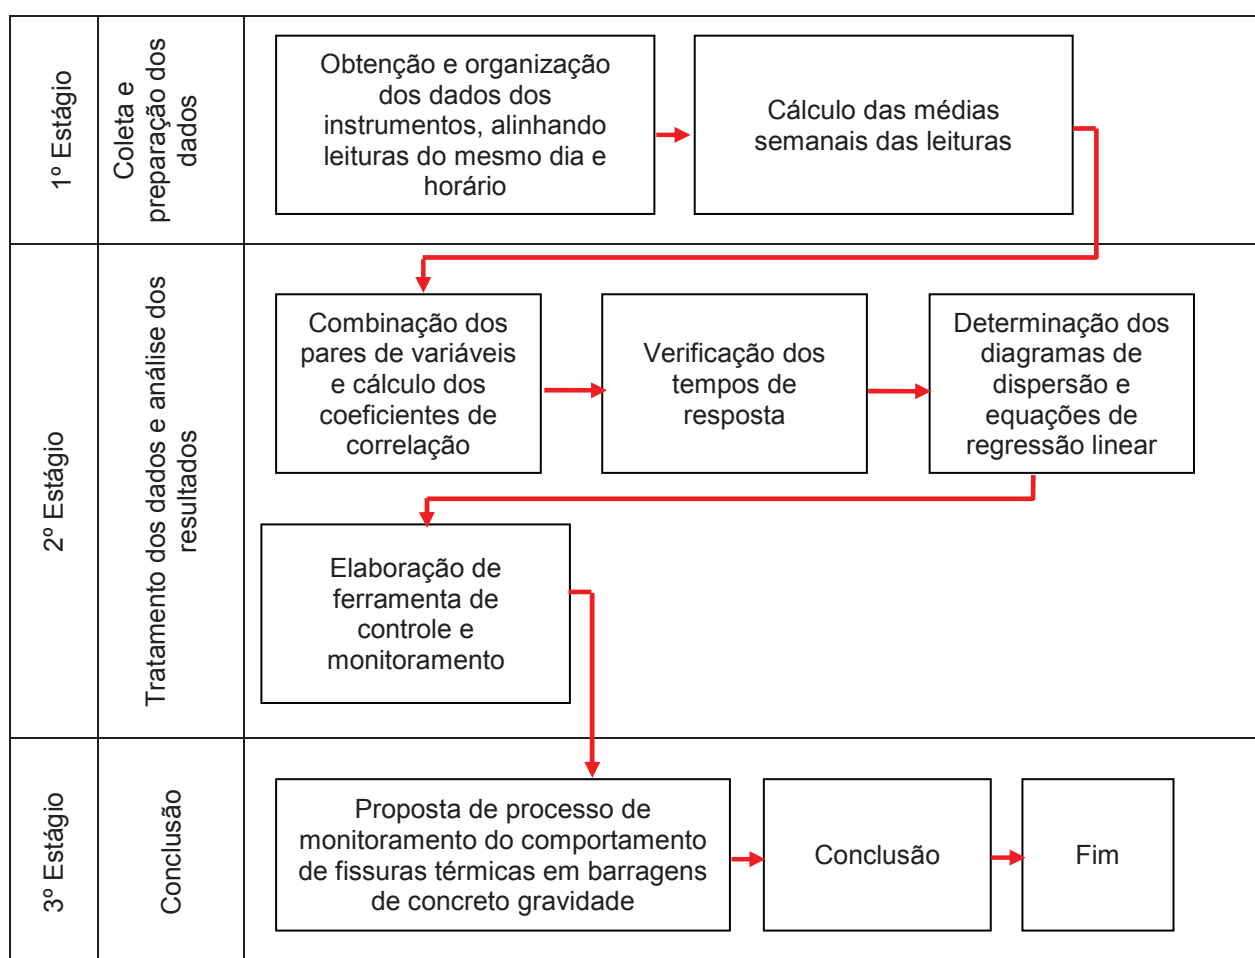 1º Estágio
Coleta e
preparação dos
dados
Obtenção e organização
dos dados dos
instrumentos, alinhando
leituras do mesmo dia e
horário
Cálculo das médias
semanais das leituras
2º Estágio
Tratamento dos dados e análise dos
resultados
Combinação dos
pares de variáveis
e cálculo dos
coeficientes de
correlação
Verificação dos
tempos de
resposta
Determinação dos
diagramas de
dispersão e
equações de
regressão linear
Elaboração de
ferramenta de
controle e
monitoramento
3º Estágio
Conclusão
Proposta de processo de
monitoramento do comportamento
de fissuras térmicas em barragens
de concreto gravidade
Conclusão
Fim